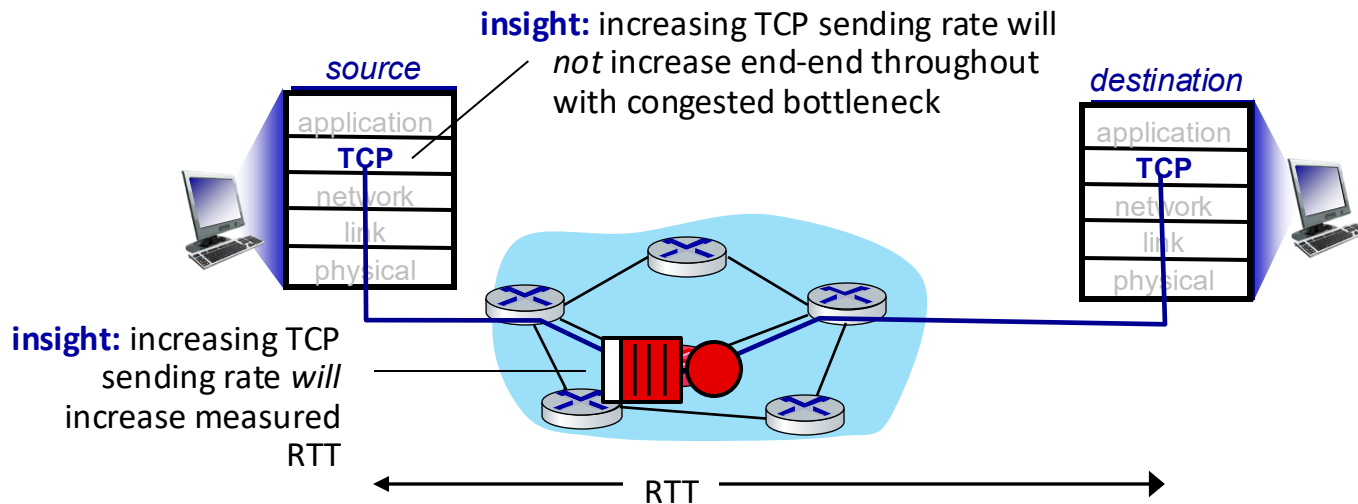 insight: increasing TCP sending rate will
not increase end-end throughout
with congested bottleneck
source
application
TCP
network
link
physical
destination
application
TCP
network
link
physical
insight: increasing TCP
sending rate will
increase measured
RTT
RTT